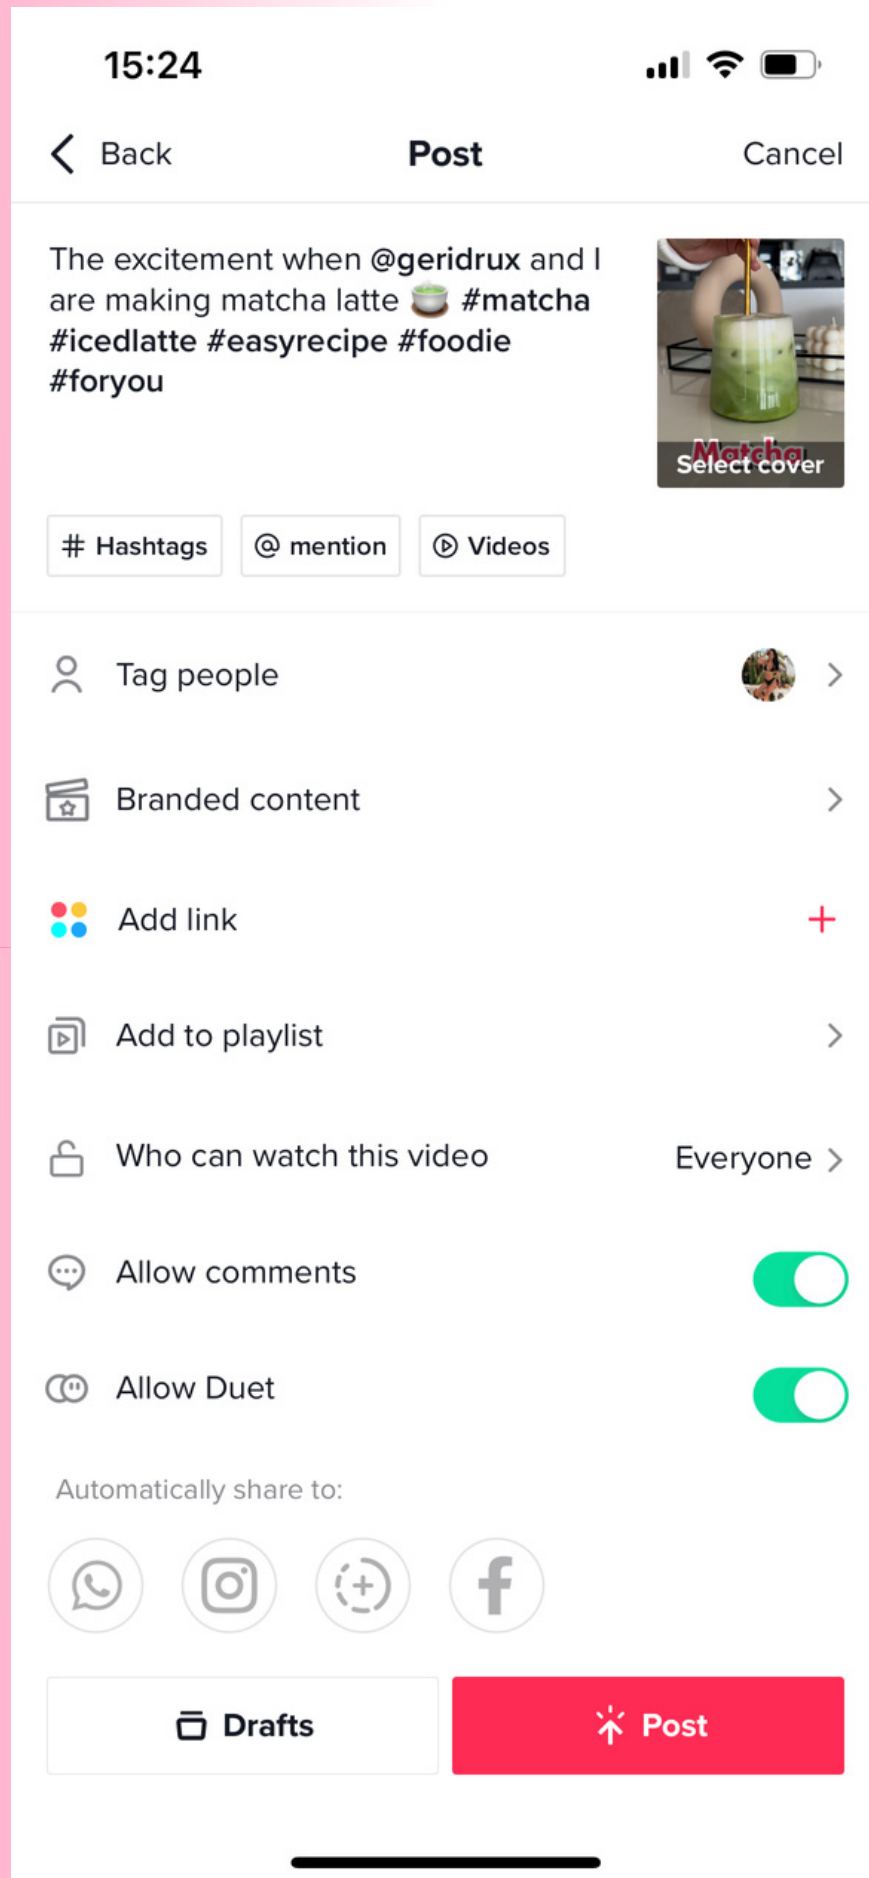 15:24
Back
Post
Cancel
The excitement when @geridrux and I
are making matcha latte 🍵 #matcha
#icedlatte #easyrecipe #foodie
#foryou
Matcha
Select cover
# Hashtags
@ mention
Videos
Tag people
Branded content
Add link
Add to playlist
Who can watch this video
Everyone
Allow comments
Allow Duet
Automatically share to:
Drafts
Post